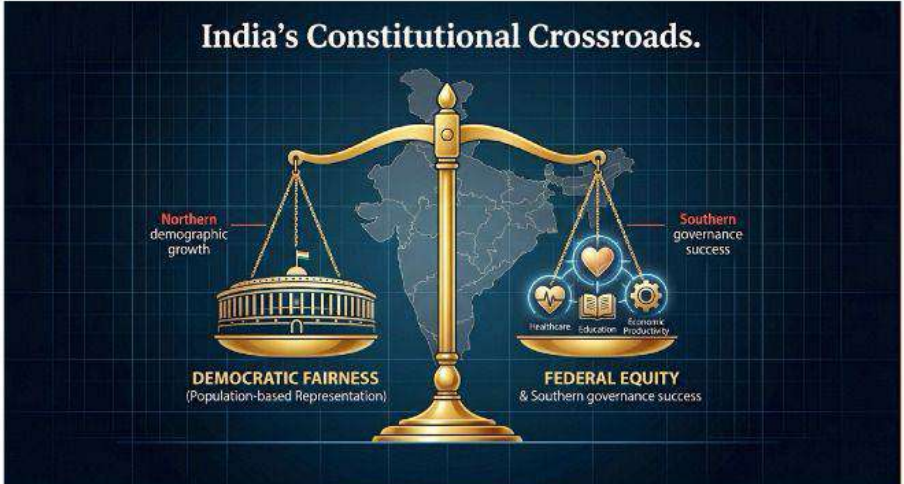 India's Constitutional Crossroads.
Northern
demographic
growth
Southern
governance
success
Healthcare
Education
Economic
Productivity
DEMOCRATIC FAIRNESS
(Population-based Representation)
FEDERAL EQUITY
& Southern governance success